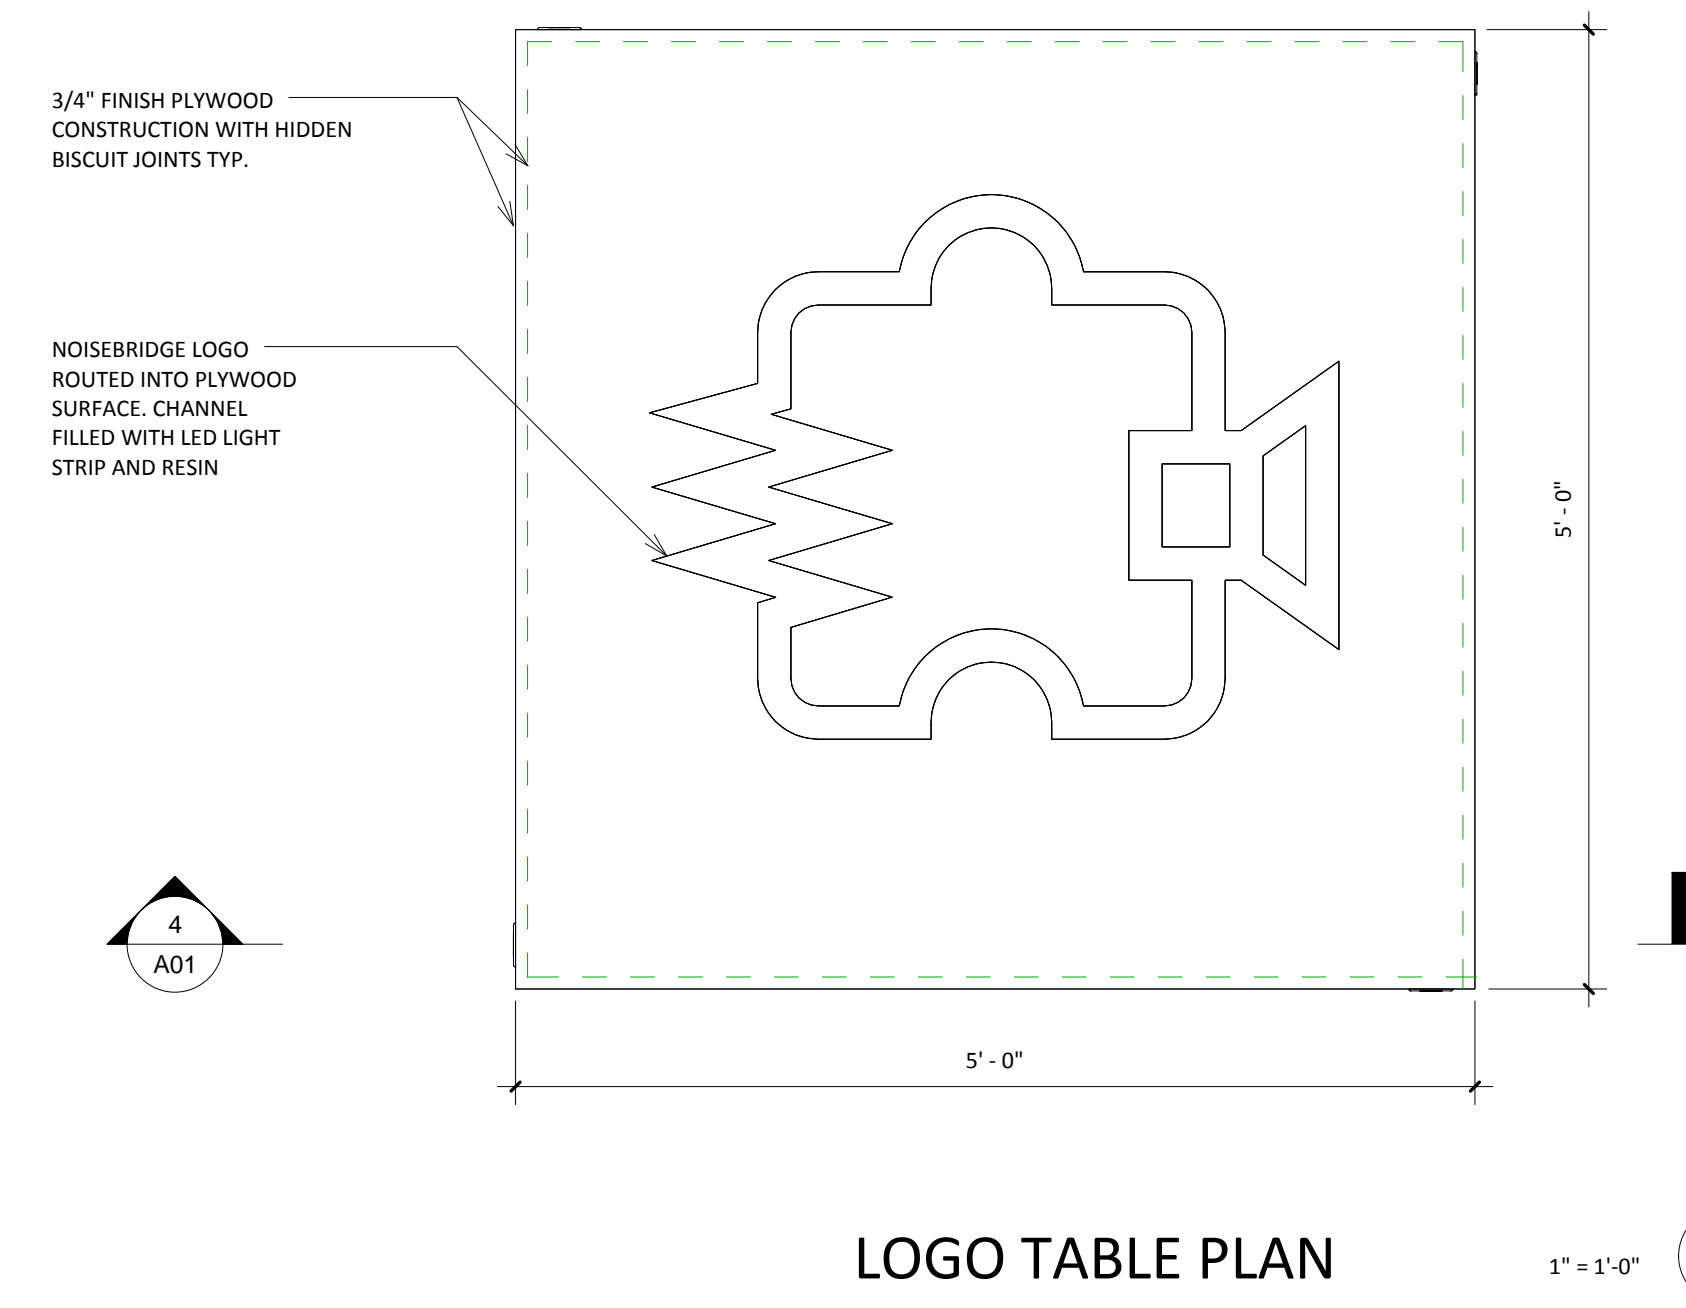 3/4" FINISH PLYWOOD
CONSTRUCTION WITH HIDDEN
BISCUIT JOINTS TYP.
NOISEBRIDGE LOGO
ROUTED INTO PLYWOOD
SURFACE. CHANNEL
FILLED WITH LED LIGHT
STRIP AND RESIN
5' - 0"
4
A01
5' - 0"
LOGO TABLE PLAN
1" = 1'-0"